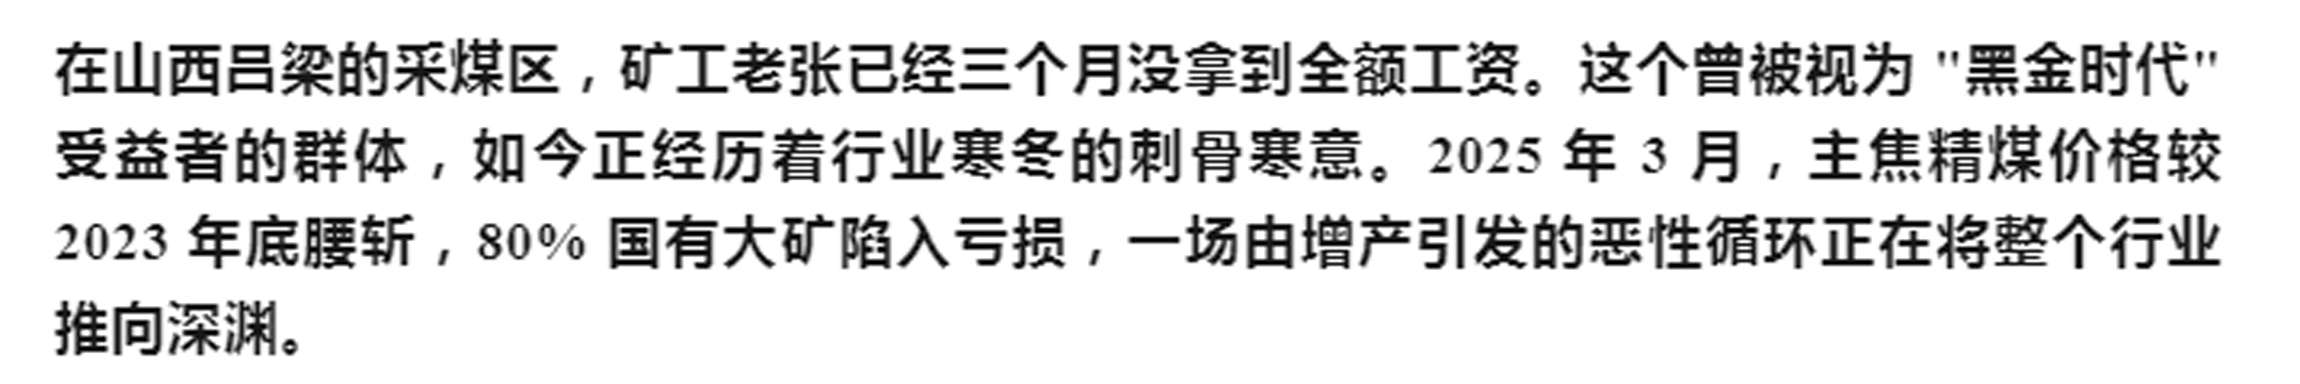 在山西吕梁的采煤区，矿工老张已经三个月没拿到全额工资。这个曾被视为 "黑金时代"
受益者的群体，如今正经历着行业寒冬的刺骨寒意。2025 年 3 月，主焦精煤价格较
2023 年底腰斩，80% 国有大矿陷入亏损，一场由增产引发的恶性循环正在将整个行业
推向深渊。